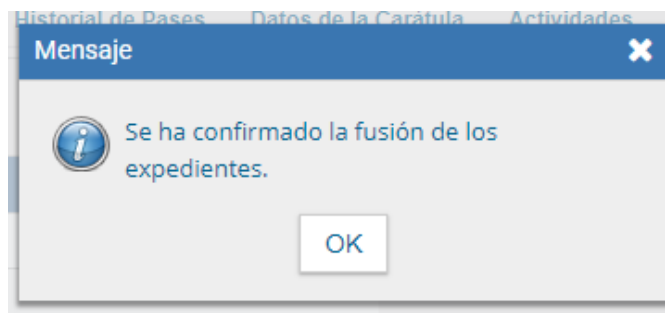 Historial de Pases Datos de la Carátula Actividades
Mensaje
Se ha confirmado la fusión de los
expedientes.
OK